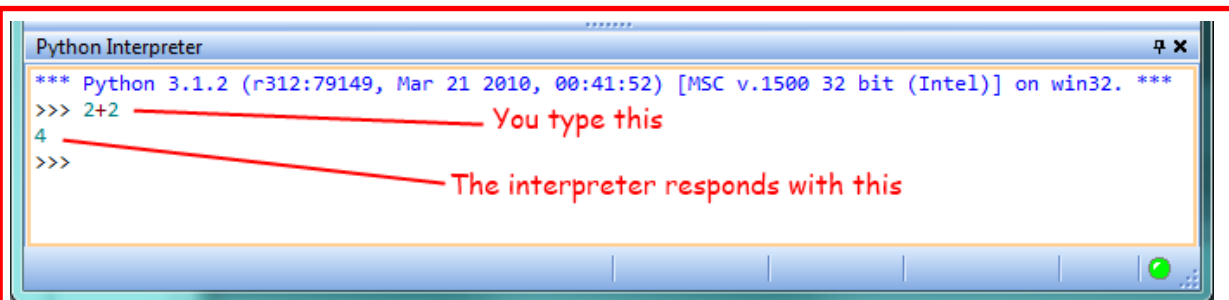 Python Interpreter
*** Python 3.1.2 (r312:79149, Mar 21 2010, 00:41:52) [MSC v.1500 32 bit (Intel)] on win32. ***
>>> 2+2
You type this
4
>>>
The interpreter responds with this